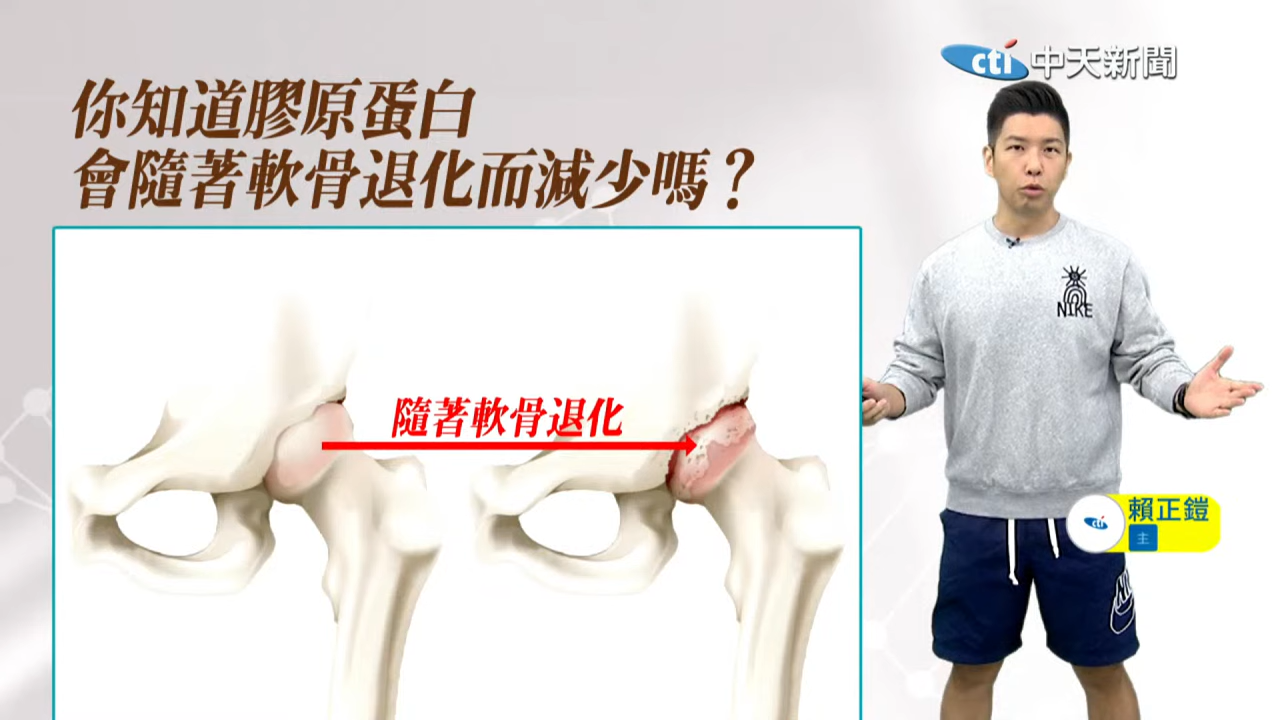 cti 中天新聞
你知道膠原蛋白
會隨著軟骨退化而減少嗎？
隨著軟骨退化
NIKE
cti 賴正鎧
主